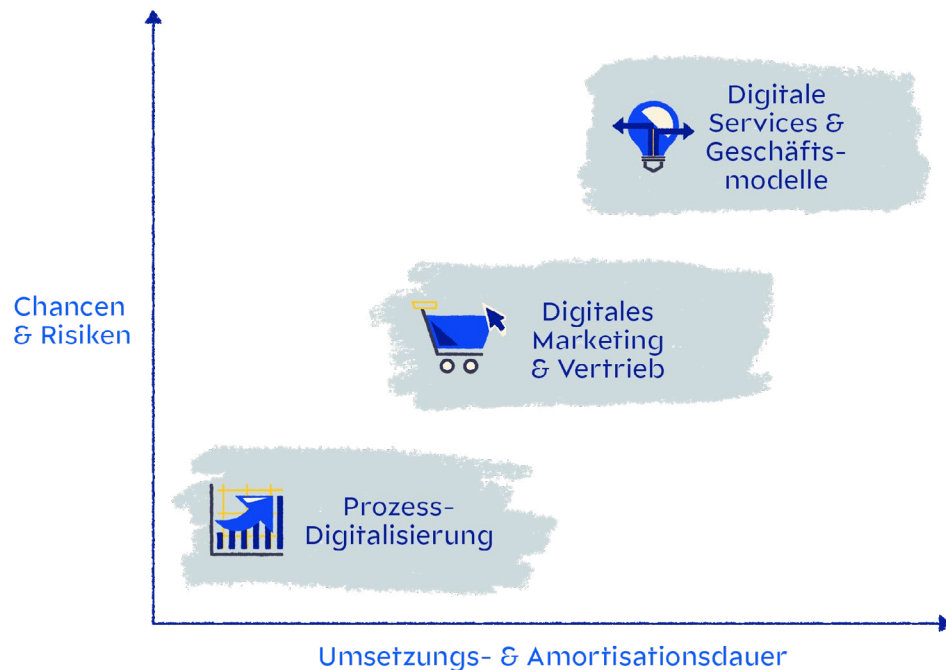 Digitale
Services &
Geschäfts-
modelle
Chancen
& Risiken
Digitales
Marketing
& Vertrieb
Prozess-
Digitalisierung
Umsetzungs- & Amortisationsdauer